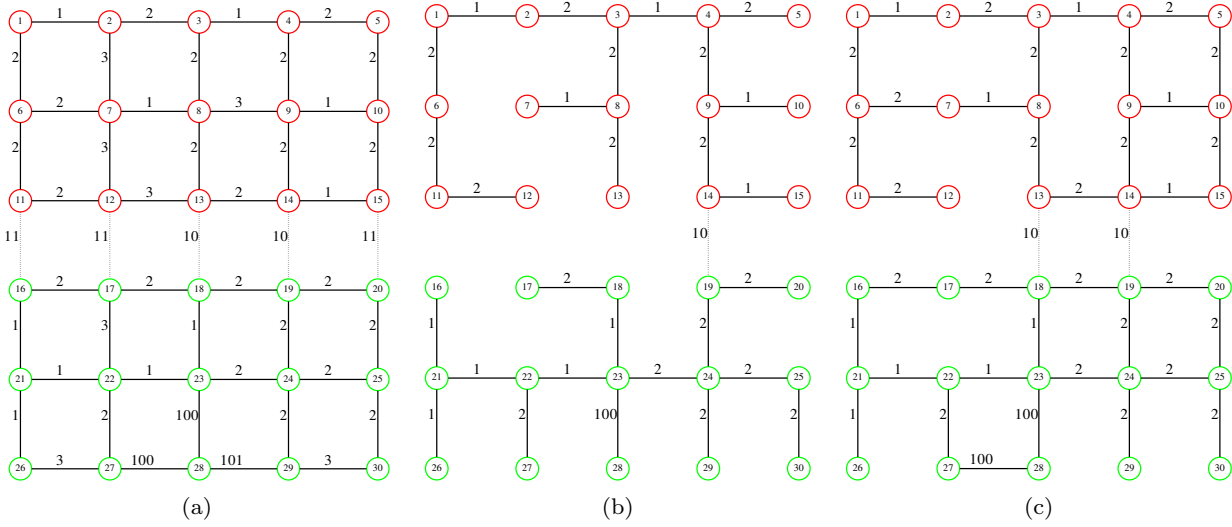 1 2 1 2 1 2 1 2 1 2 1 2
1 2 3 4 5 1 2 3 4 5 1 2 3 4 5
2 3 2 2 2 2 2 2 2 2 2 2
2 1 3 1 1 1 2 1 1
6 7 8 9 10 6 7 8 9 10 6 7 8 9 10
2 3 2 2 2 2 2 2 2 2 2 2
2 3 2 1 2 1 2 2 1
11 12 13 14 15 11 12 13 14 15 11 12 13 14 15
11 11 10 10 11 10 10 10
2 2 2 2 2 2 2 2 2 2
16 17 18 19 20 16 17 18 19 20 16 17 18 19 20
1 3 1 2 2 1 1 2 1 1 2 2
1 1 2 2 1 1 2 2 1 1 2 2
21 22 23 24 25 21 22 23 24 25 21 22 23 24 25
1 2 100 2 2 1 2 100 2 2 1 2 100 2 2
3 100 101 3 100
26 27 28 29 30 26 27 28 29 30 26 27 28 29 30
(a) (b) (c)